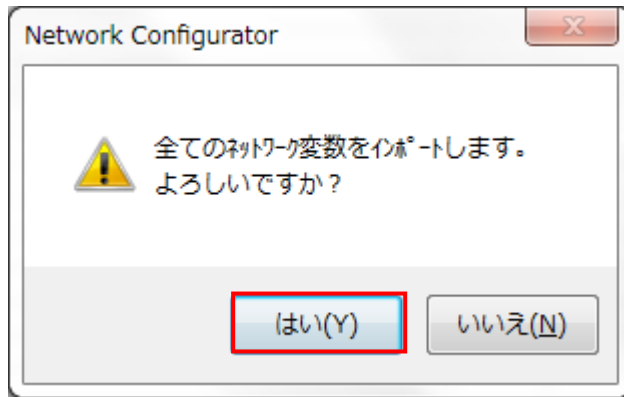 Network Configurator
全てのﾈｯﾄﾜｰｸ変数をｲﾝﾎﾟｰﾄします。
よろしいですか？
はい(Y)
いいえ(N)